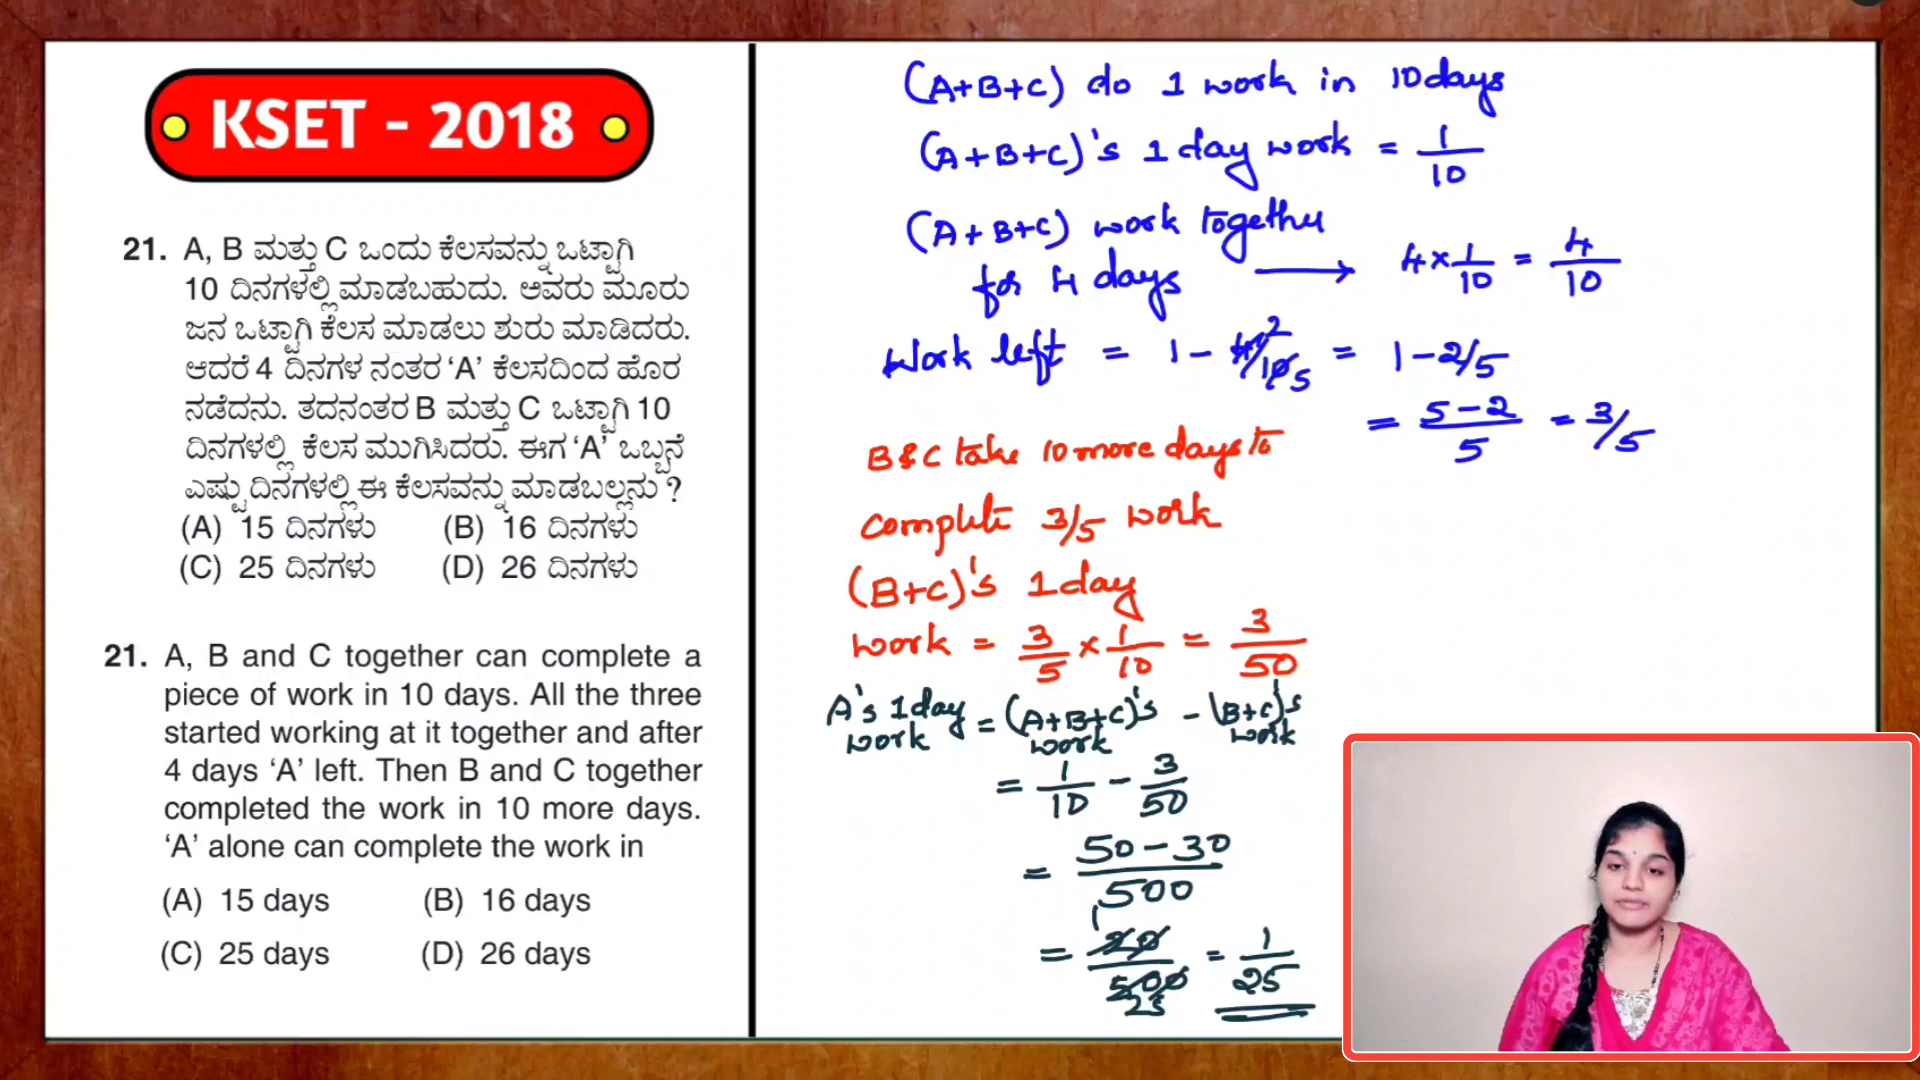 KSET - 2018
21. A, B ಮತ್ತು C ಒಂದು ಕೆಲಸವನ್ನು ಒಟ್ಟಾಗಿ
10 ದಿನಗಳಲ್ಲಿ ಮಾಡಬಹುದು. ಅವರು ಮೂರು
ಜನ ಒಟ್ಟಾಗಿ ಕೆಲಸ ಮಾಡಲು ಶುರು ಮಾಡಿದರು.
ಆದರೆ 4 ದಿನಗಳ ನಂತರ ‘A’ ಕೆಲಸದಿಂದ ಹೊರ
ನಡೆದನು. ತದನಂತರ B ಮತ್ತು C ಒಟ್ಟಾಗಿ 10
ದಿನಗಳಲ್ಲಿ ಕೆಲಸ ಮುಗಿಸಿದರು. ಈಗ ‘A’ ಒಬ್ಬನೆ
ಎಷ್ಟು ದಿನಗಳಲ್ಲಿ ಈ ಕೆಲಸವನ್ನು ಮಾಡಬಲ್ಲನು ?
(A) 15 ದಿನಗಳು (B) 16 ದಿನಗಳು
(C) 25 ದಿನಗಳು (D) 26 ದಿನಗಳು
21. A, B and C together can complete a
piece of work in 10 days. All the three
started working at it together and after
4 days ‘A’ left. Then B and C together
completed the work in 10 more days.
‘A’ alone can complete the work in
(A) 15 days (B) 16 days
(C) 25 days (D) 26 days
(A+B+C) do 1 work in 10 days
(A+B+C)'s 1 day work = 1/10
(A+B+C) work together
for 4 days → 4 × 1/10 = 4/10
Work left = 1 - 4/10 2 5 = 1 - 2/5
= 5-2/5 = 3/5
B & C take 10 more days to
complete 3/5 work
(B+C)'s 1 day
work = 3/5 × 1/10 = 3/50
A's 1 day work = (A+B+C)'s work - (B+C)'s work
= 1/10 - 3/50
= 50-30/500
= 20/500 1 25 = 1/25